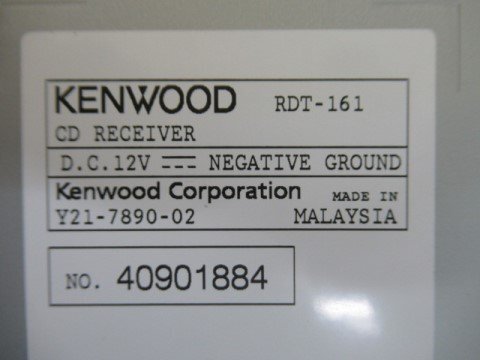 KENWOOD RDT-161
CD RECEIVER
D.C.12V ⎓ NEGATIVE GROUND
Kenwood Corporation MADE IN
Y21-7890-02 MALAYSIA
NO. 40901884